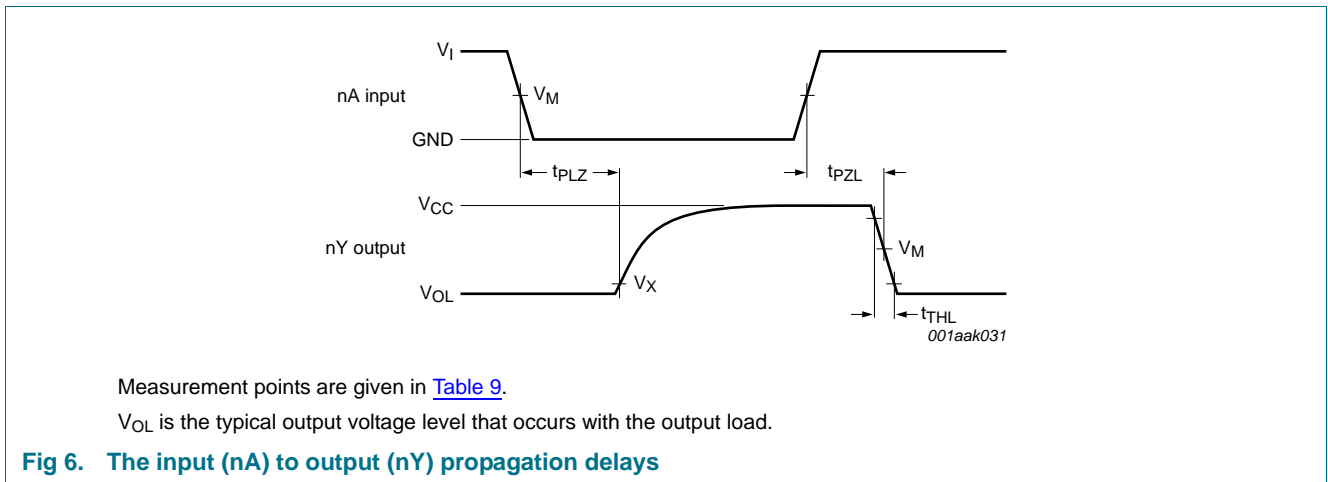 V_I
nA input
V_M
GND
t_PLZ
t_PZL
V_CC
nY output
V_M
V_X
V_OL
t_THL
001aak031
Measurement points are given in Table 9.
V_OL is the typical output voltage level that occurs with the output load.
Fig 6. The input (nA) to output (nY) propagation delays